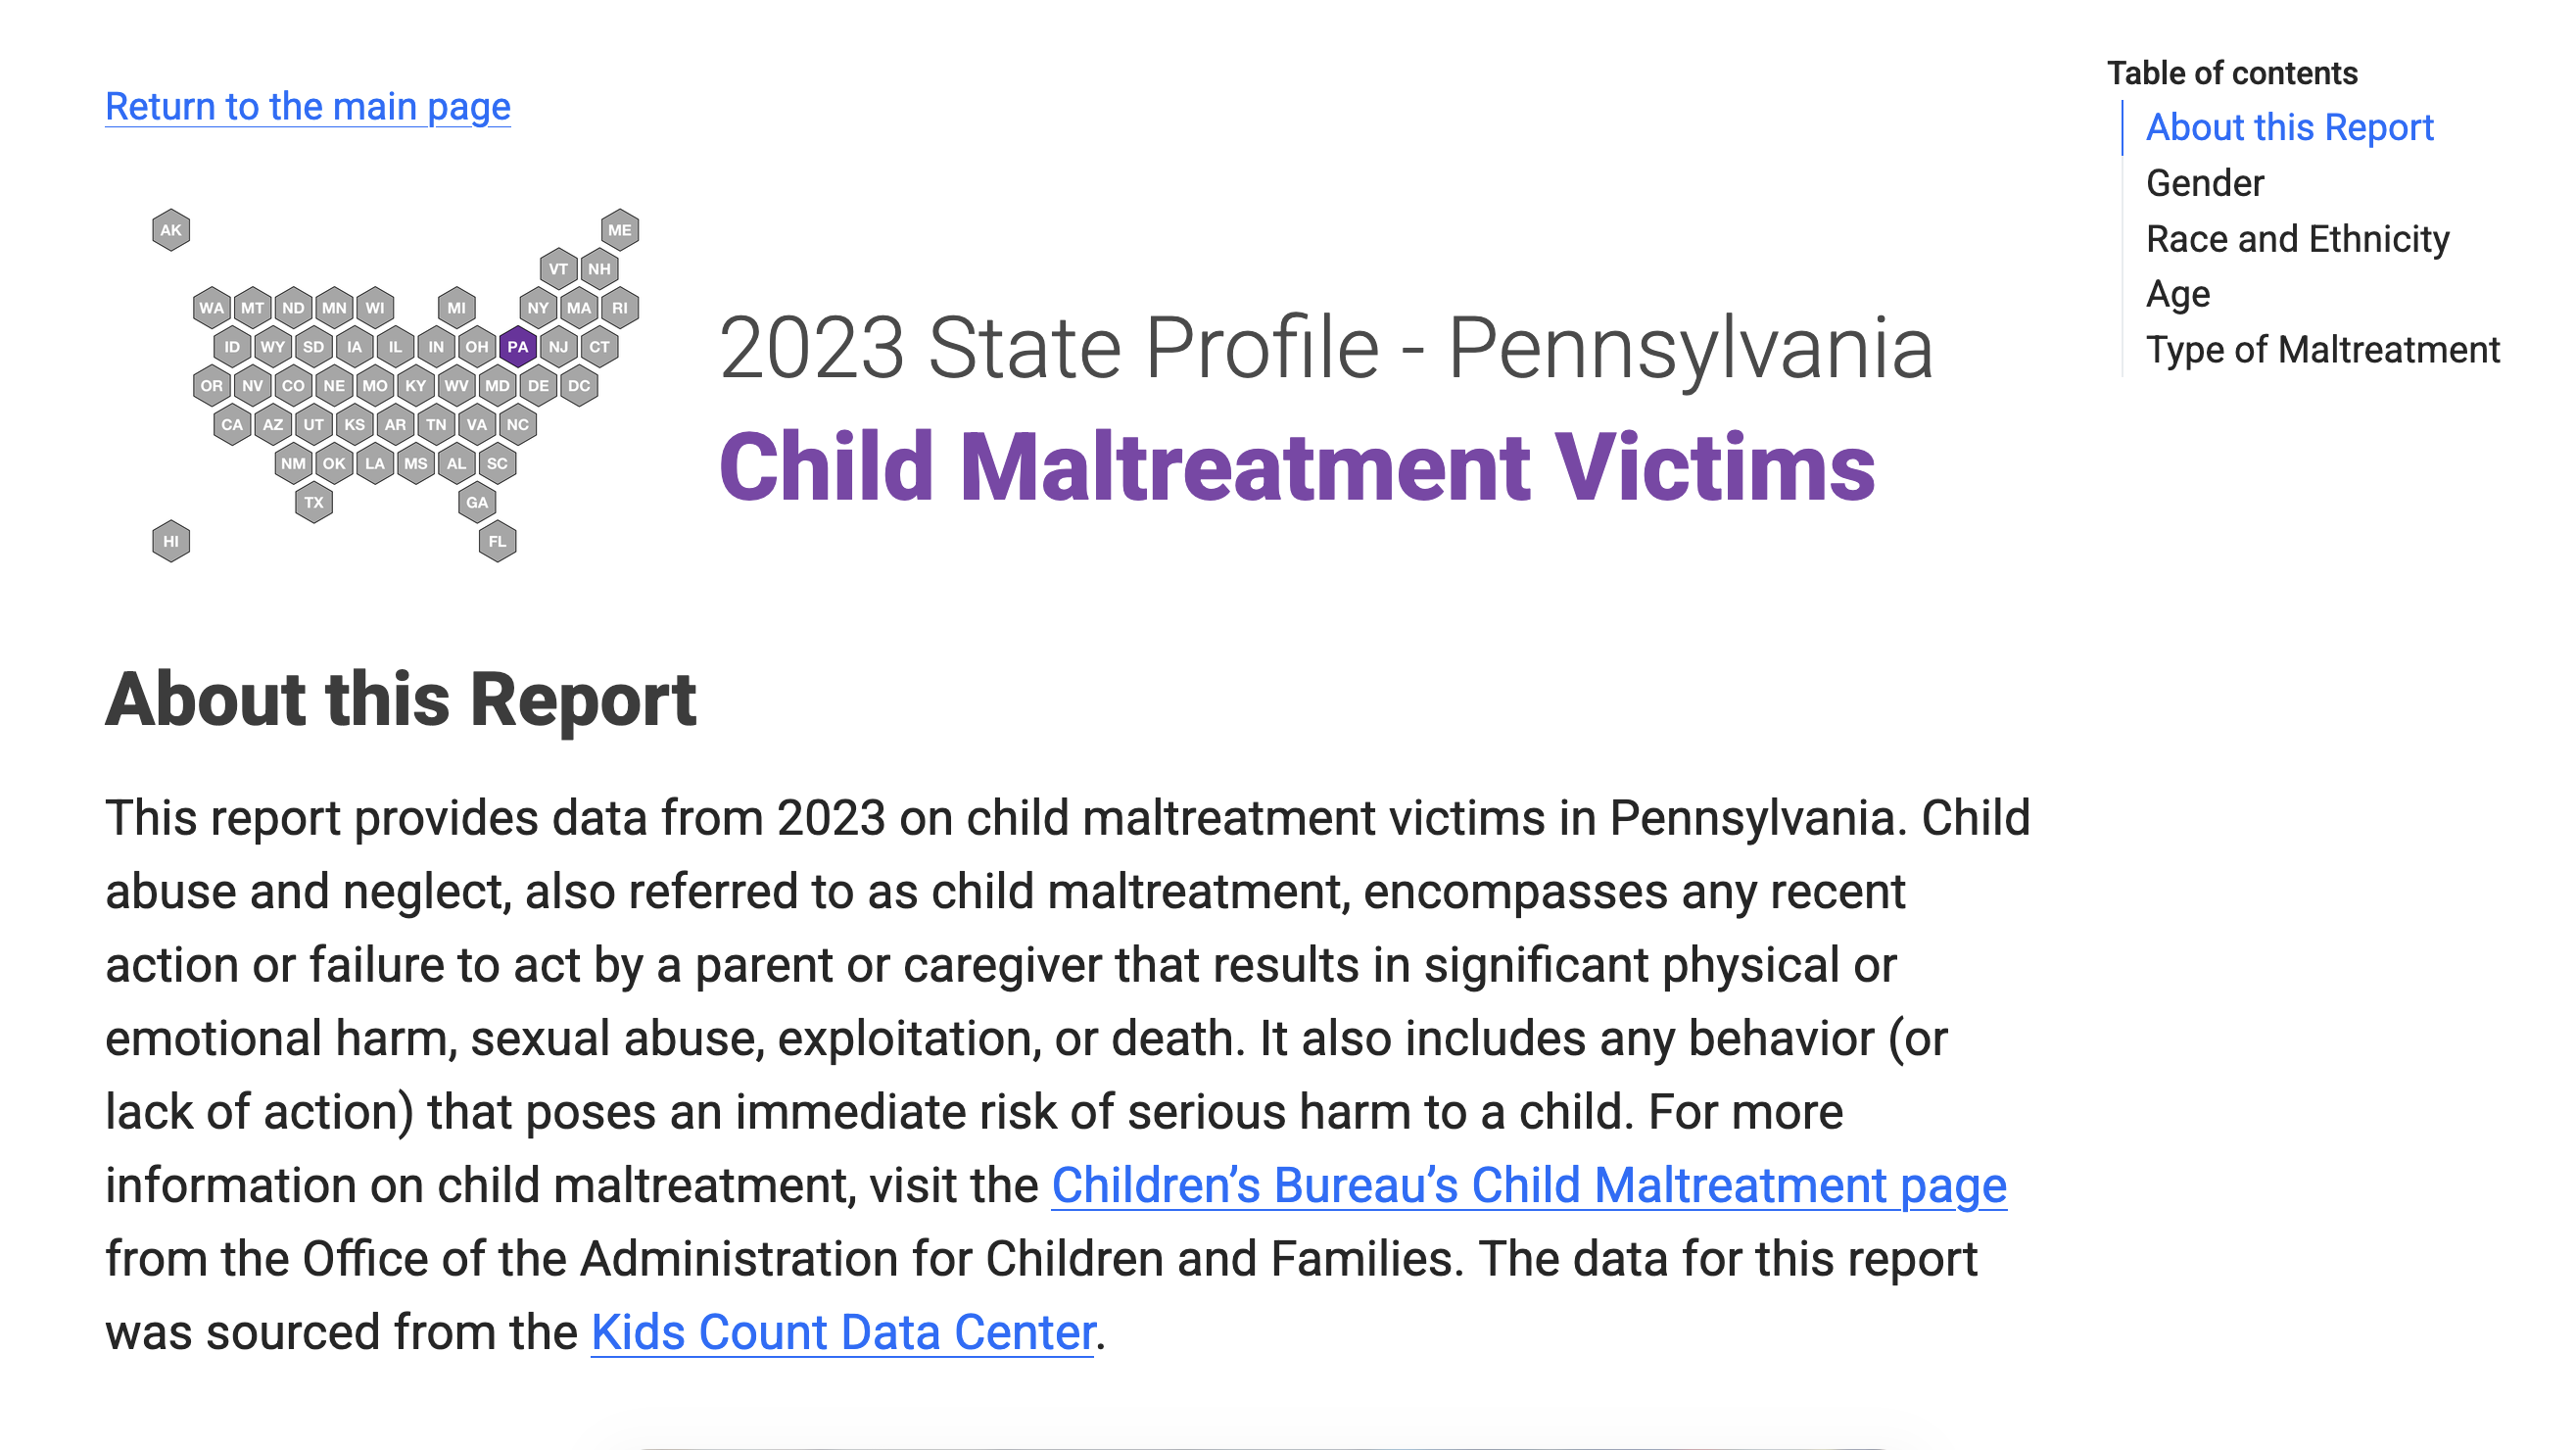 Return to the main page
Table of contents
About this Report
Gender
Race and Ethnicity
Age
Type of Maltreatment
AK ME
VT NH
WA MT ND MN WI MI NY MA RI
ID WY SD IA IL IN OH PA NJ CT
OR NV CO NE MO KY WV MD DE DC
CA AZ UT KS AR TN VA NC
NM OK LA MS AL SC
TX GA
HI FL
2023 State Profile - Pennsylvania
Child Maltreatment Victims
About this Report
This report provides data from 2023 on child maltreatment victims in Pennsylvania. Child
abuse and neglect, also referred to as child maltreatment, encompasses any recent
action or failure to act by a parent or caregiver that results in significant physical or
emotional harm, sexual abuse, exploitation, or death. It also includes any behavior (or
lack of action) that poses an immediate risk of serious harm to a child. For more
information on child maltreatment, visit the Children’s Bureau’s Child Maltreatment page
from the Office of the Administration for Children and Families. The data for this report
was sourced from the Kids Count Data Center.